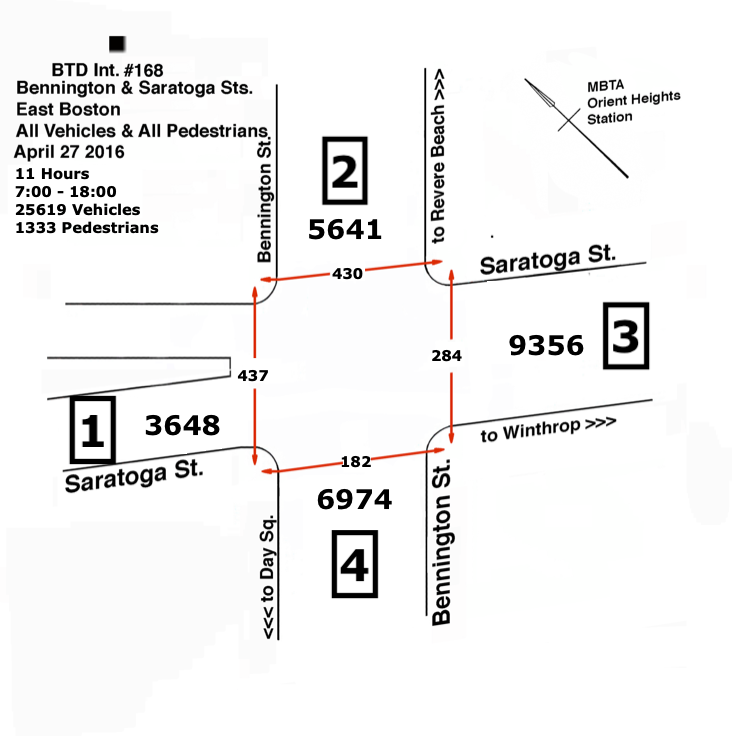 BTD Int. #168
Bennington & Saratoga Sts.
East Boston
All Vehicles & All Pedestrians
April 27 2016
11 Hours
7:00 - 18:00
25619 Vehicles
1333 Pedestrians
MBTA
Orient Heights
Station
Bennington St.
2
5641
to Revere Beach >>>
430
Saratoga St.
437
284
9356
3
1
3648
Saratoga St.
to Winthrop >>>
182
6974
4
<<< to Day Sq.
Bennington St.